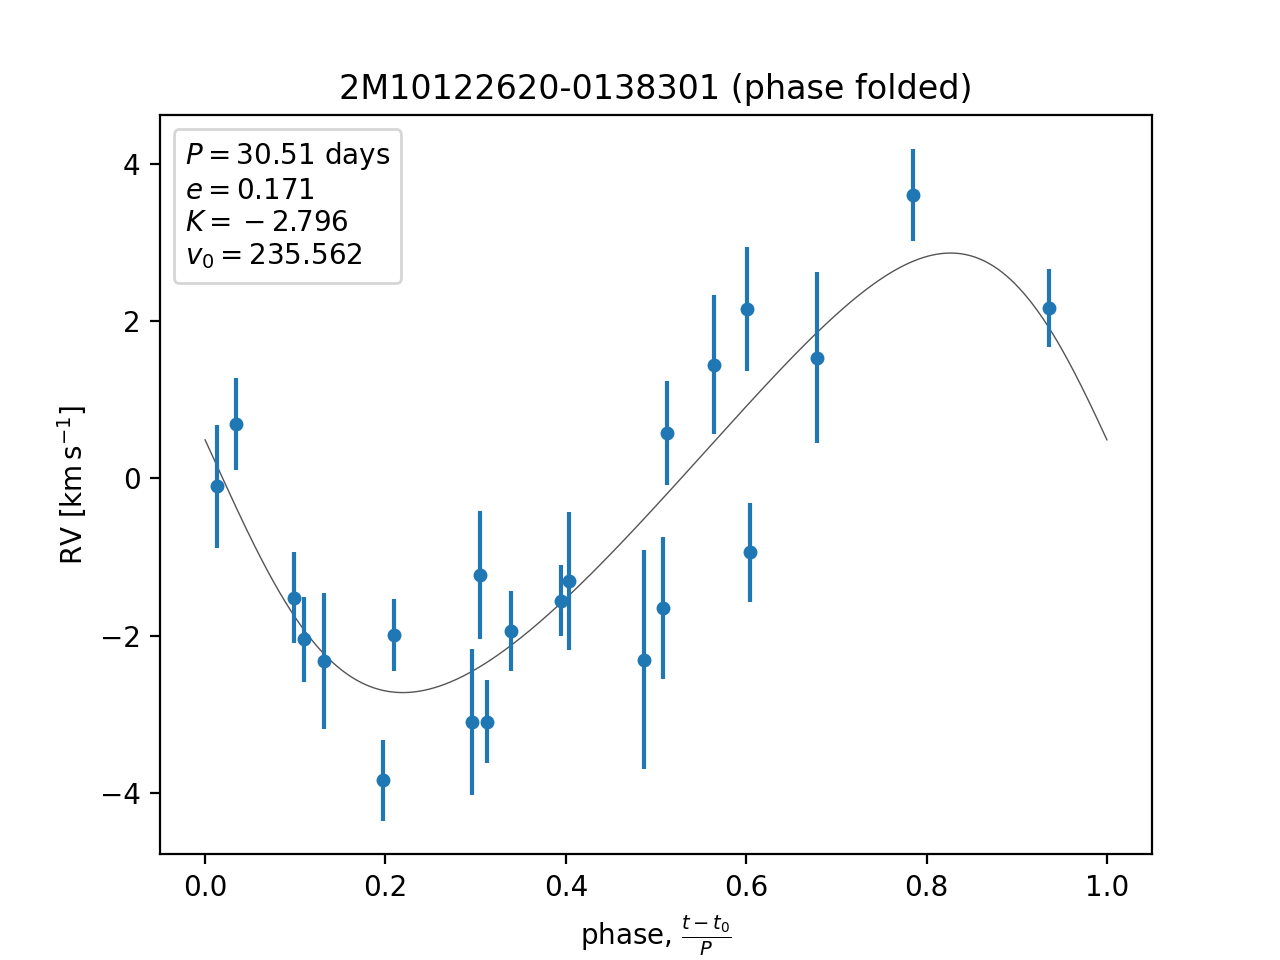 2M10122620-0138301 (phase folded)
P = 30.51 days
e = 0.171
K = −2.796
v₀ = 235.562
4
2
0
−2
−4
RV [km s⁻¹]
0.0 0.2 0.4 0.6 0.8 1.0
phase, (t − t₀)/P